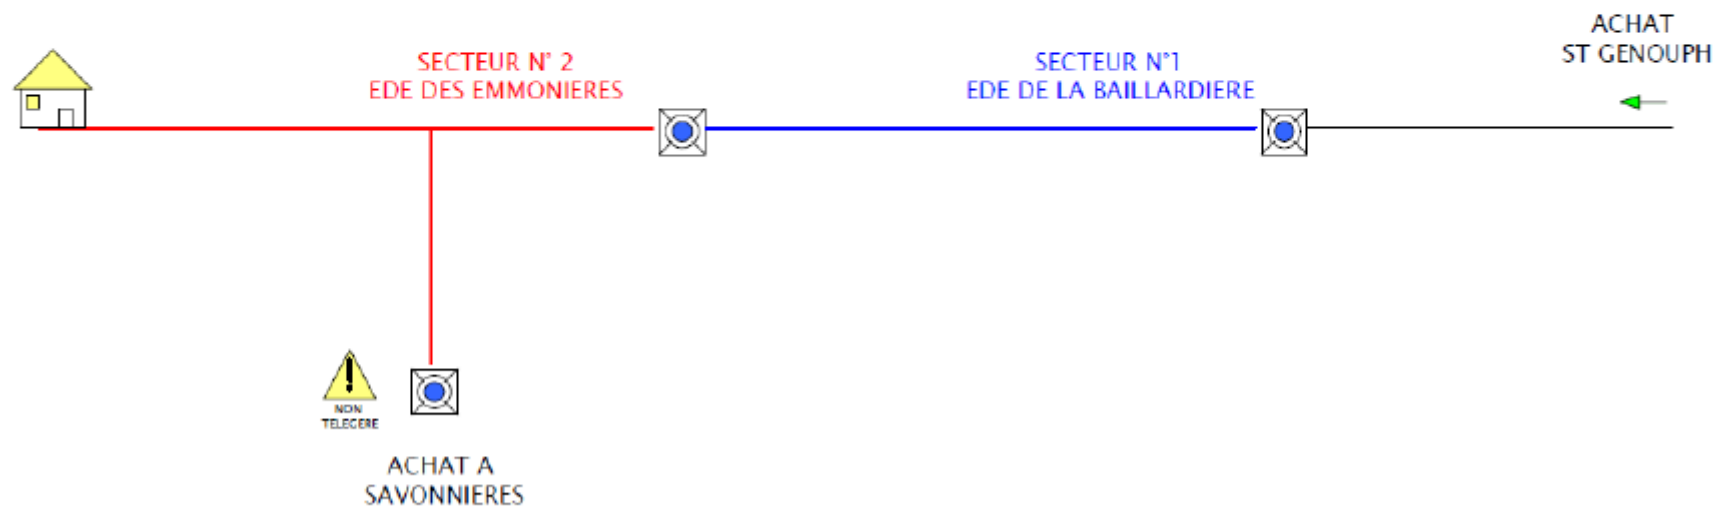 ACHAT
ST GENOUPH
SECTEUR N° 2
EDE DES EMMONIERES
SECTEUR N°1
EDE DE LA BAILLARDIERE
NON
TELEGERE
ACHAT A
SAVONNIERES